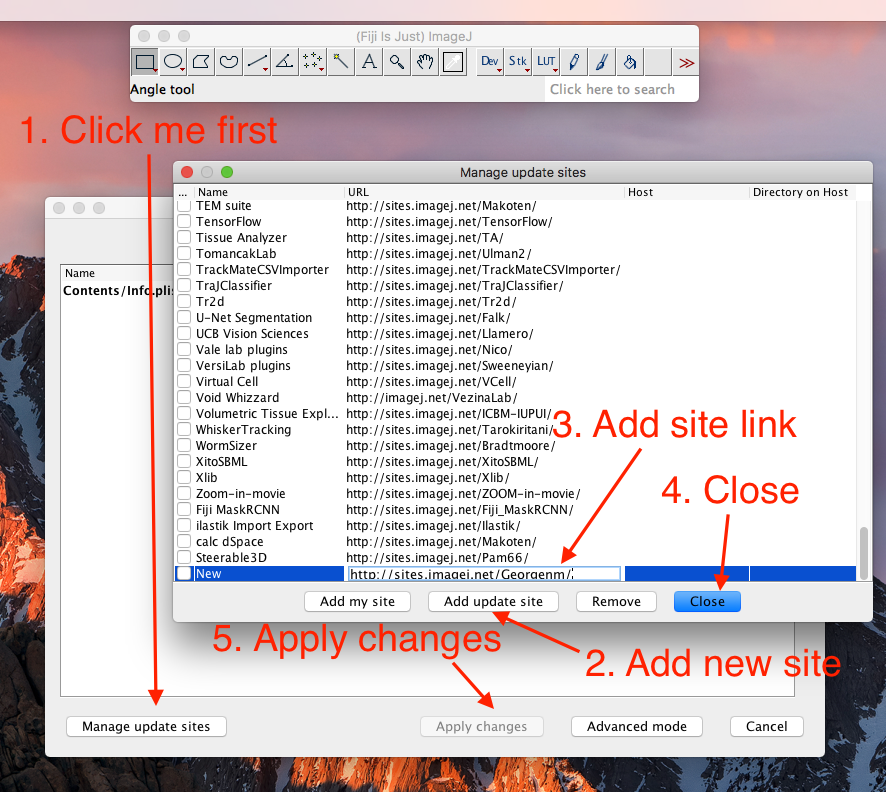 (Fiji Is Just) ImageJ
Dev Stk LUT
Angle tool
Click here to search
1. Click me first
Manage update sites
... Name URL Host Directory on Host
TEM suite http://sites.imagej.net/Makoten/
TensorFlow http://sites.imagej.net/TensorFlow/
Tissue Analyzer http://sites.imagej.net/TA/
TomancakLab http://sites.imagej.net/Ulman2/
TrackMateCSVImporter http://sites.imagej.net/TrackMateCSVImporter/
TraJClassifier http://sites.imagej.net/TraJClassifier/
Tr2d http://sites.imagej.net/Tr2d/
U-Net Segmentation http://sites.imagej.net/Falk/
UCB Vision Sciences http://sites.imagej.net/Llamero/
Vale lab plugins http://sites.imagej.net/Nico/
VersiLab plugins http://sites.imagej.net/Sweeneyian/
Virtual Cell http://sites.imagej.net/VCell/
Void Whizzard http://imagej.net/VezinaLab/
Volumetric Tissue Expl... http://sites.imagej.net/ICBM-IUPUI/
WhiskerTracking http://sites.imagej.net/Tarokiritani/
WormSizer http://sites.imagej.net/Bradtmoore/
XitoSBML http://sites.imagej.net/XitoSBML/
Xlib http://sites.imagej.net/Xlib/
Zoom-in-movie http://sites.imagej.net/ZOOM-in-movie/
Fiji MaskRCNN http://sites.imagej.net/Fiji_MaskRCNN/
ilastik Import Export http://sites.imagej.net/Ilastik/
calc dSpace http://sites.imagej.net/Makoten/
Steerable3D http://sites.imagej.net/Pam66/
New http://sites.imagej.net/Georgenm/
3. Add site link
4. Close
Add my site Add update site Remove Close
Name
Contents/Info.plis
5. Apply changes
2. Add new site
Manage update sites Apply changes Advanced mode Cancel